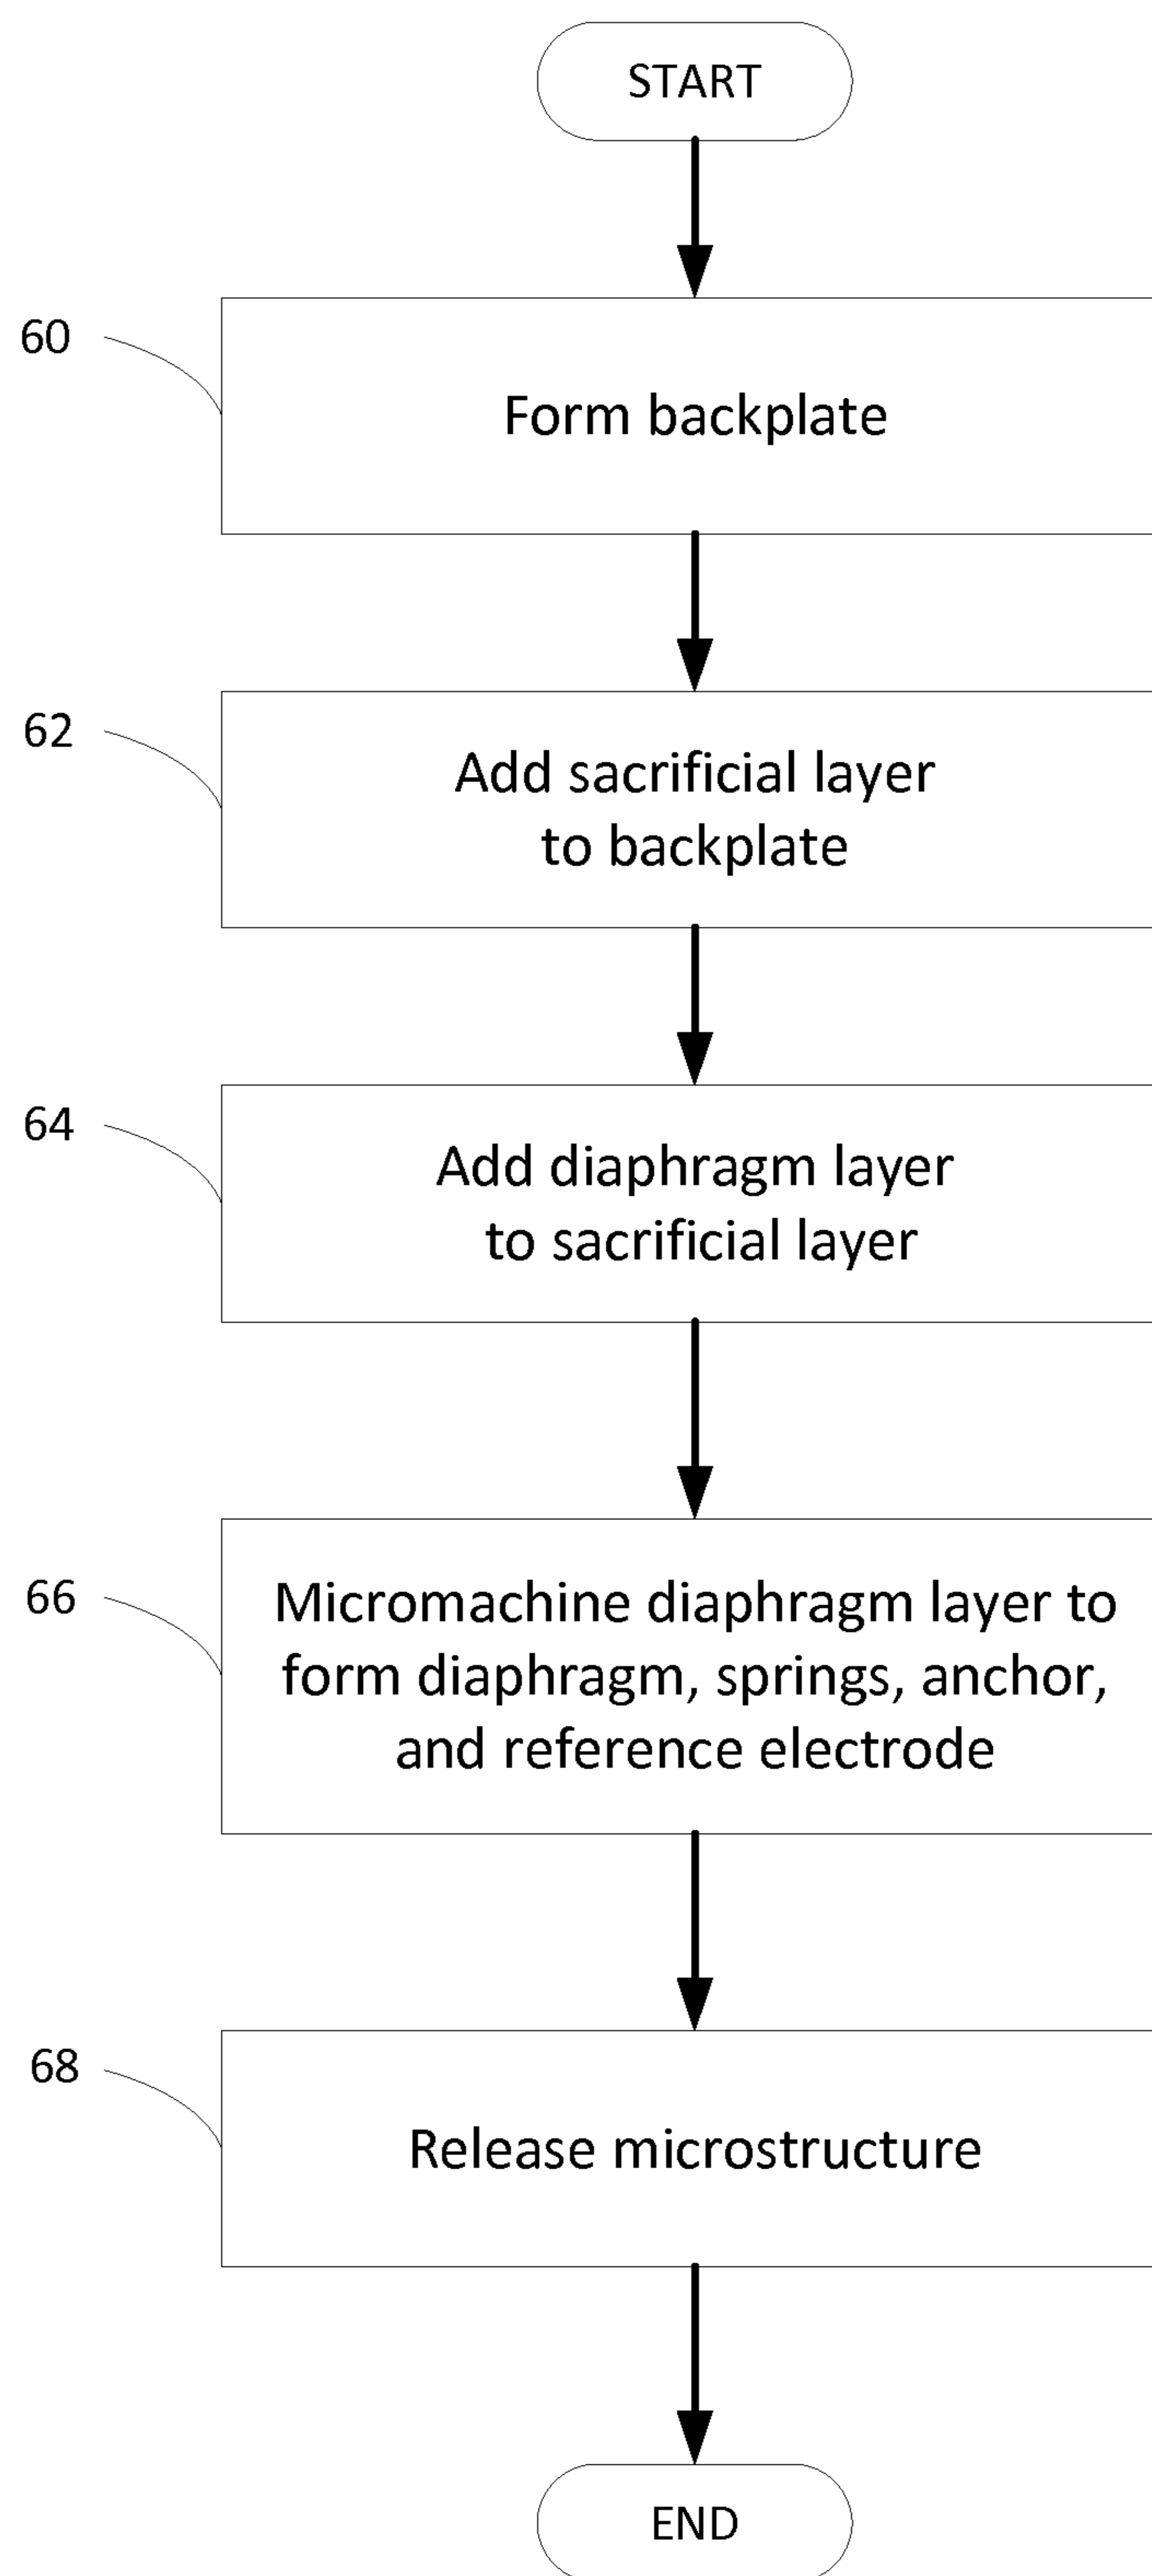 START
60
Form backplate
62
Add sacrificial layer
to backplate
64
Add diaphragm layer
to sacrificial layer
66
Micromachine diaphragm layer to
form diaphragm, springs, anchor,
and reference electrode
68
Release microstructure
END